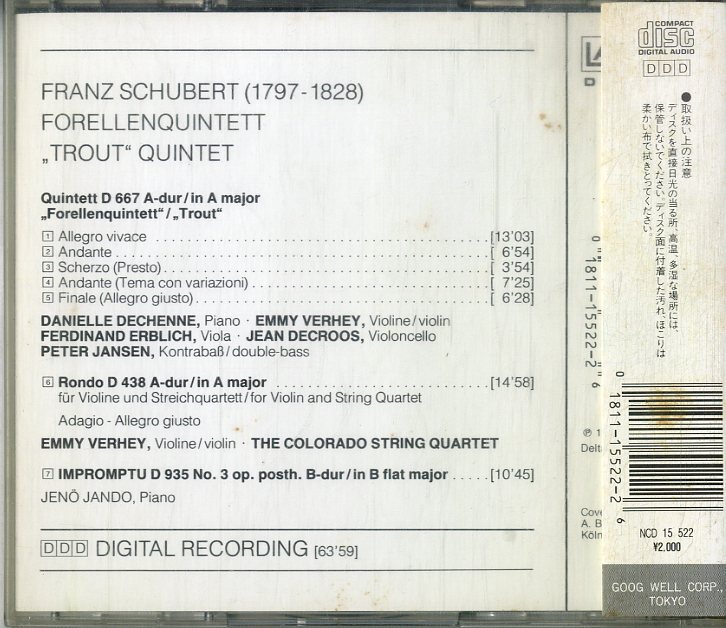 FRANZ SCHUBERT (1797-1828)
FORELLENQUINTETT
„TROUT“ QUINTET
Quintett D 667 A-dur/in A major
„Forellenquintett“/„Trout“
1 Allegro vivace [13'03]
2 Andante [ 6'54]
3 Scherzo (Presto) [ 3'54]
4 Andante (Tema con variazioni) [ 7'25]
5 Finale (Allegro giusto) [ 6'28]
DANIELLE DECHENNE, Piano · EMMY VERHEY, Violine/violin
FERDINAND ERBLICH, Viola · JEAN DECROOS, Violoncello
PETER JANSEN, Kontrabaß/double-bass
6 Rondo D 438 A-dur/in A major [14'58]
für Violine und Streichquartett/for Violin and String Quartet
Adagio - Allegro giusto
EMMY VERHEY, Violine/violin · THE COLORADO STRING QUARTET
7 IMPROMPTU D 935 No. 3 op. posth. B-dur/in B flat major [10'45]
JENÖ JANDO, Piano
DDD DIGITAL RECORDING [63'59]
LA
D
0 1811-15522-2 6
℗ 1
Delt
Cove
A. B
Köln
COMPACT
disc
DIGITAL AUDIO
DDD
●取扱い上の注意
ディスクを直接日光の当る所、高温、多湿な場所には、
保管しないでください。ディスク面に付着した汚れ、ほこりは
柔かい布で拭きとってください。
0 1811-15522-2 6
NCD 15 522
¥2,000
GOOG WELL CORP.,
TOKYO